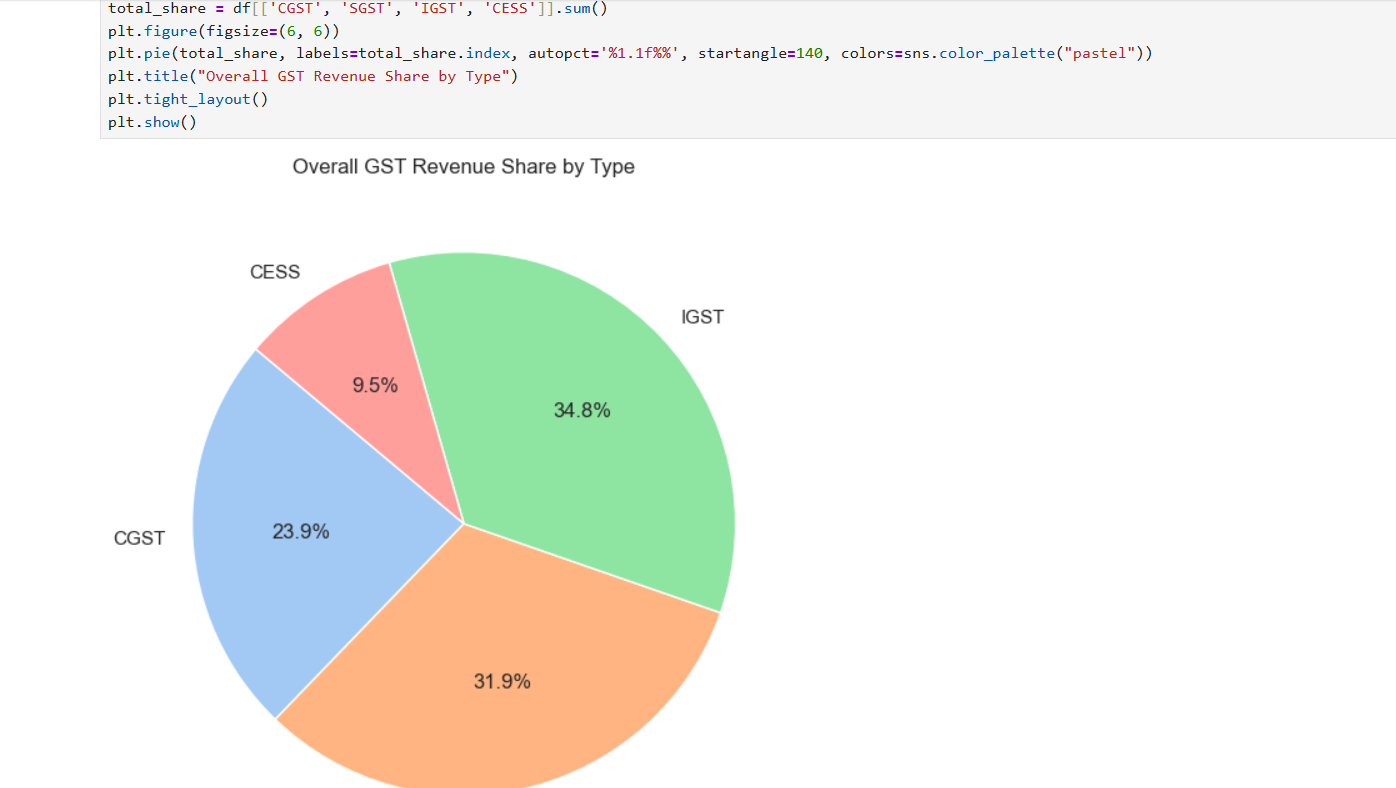 total_share = df[['CGST', 'SGST', 'IGST', 'CESS']].sum()
plt.figure(figsize=(6, 6))
plt.pie(total_share, labels=total_share.index, autopct='%1.1f%%', startangle=140, colors=sns.color_palette("pastel"))
plt.title("Overall GST Revenue Share by Type")
plt.tight_layout()
plt.show()
Overall GST Revenue Share by Type
CESS
IGST
9.5%
34.8%
23.9%
CGST
31.9%